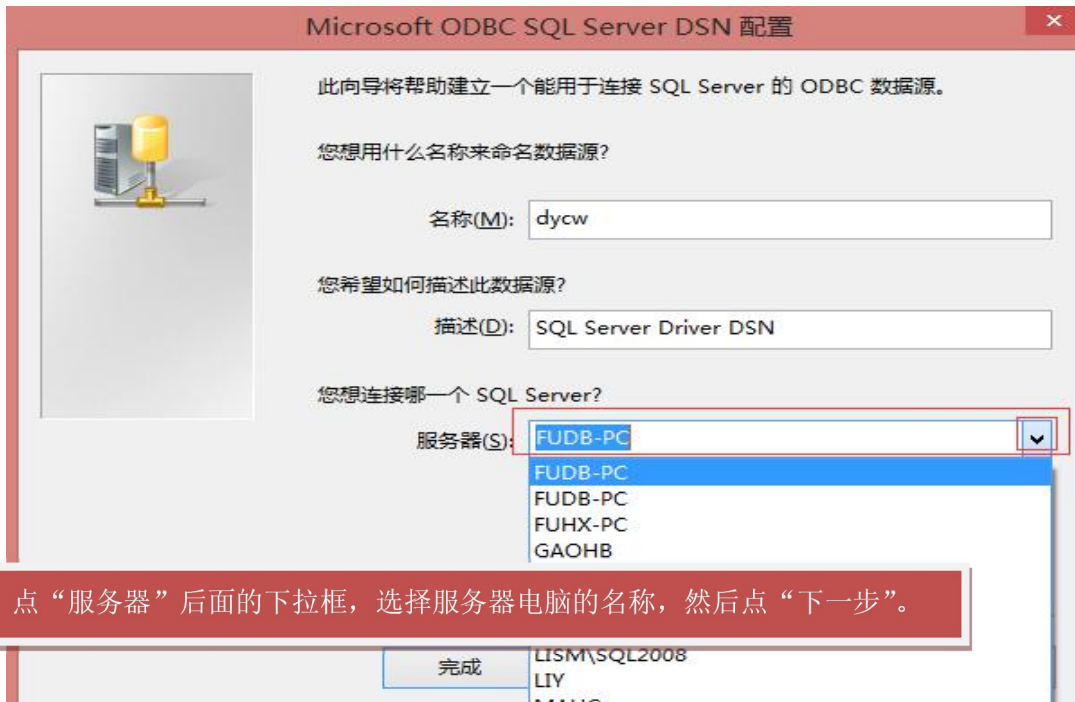 Microsoft ODBC SQL Server DSN 配置
此向导将帮助建立一个能用于连接 SQL Server 的 ODBC 数据源。
您想用什么名称来命名数据源?
名称(M): dycw
您希望如何描述此数据源?
描述(D): SQL Server Driver DSN
您想连接哪一个 SQL Server?
服务器(S): FUDB-PC
FUDB-PC
FUDB-PC
FUHX-PC
GAOHB
点“服务器”后面的下拉框，选择服务器电脑的名称，然后点“下一步”。
完成
LISM\SQL2008
LIY